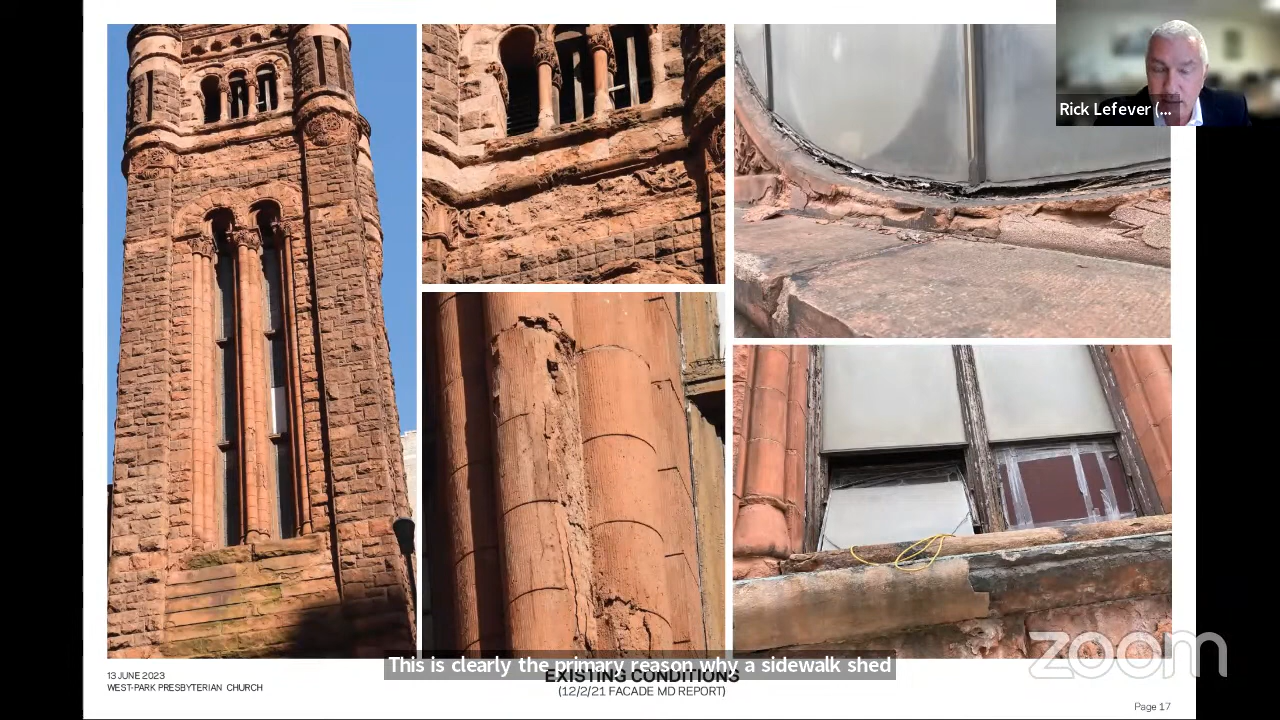 Rick Lefever (...
This is clearly the primary reason why a sidewalk shed
EXISTING CONDITIONS
(12/2/21 FACADE MD REPORT)
13 JUNE 2023
WEST-PARK PRESBYTERIAN CHURCH
zoom
Page 17